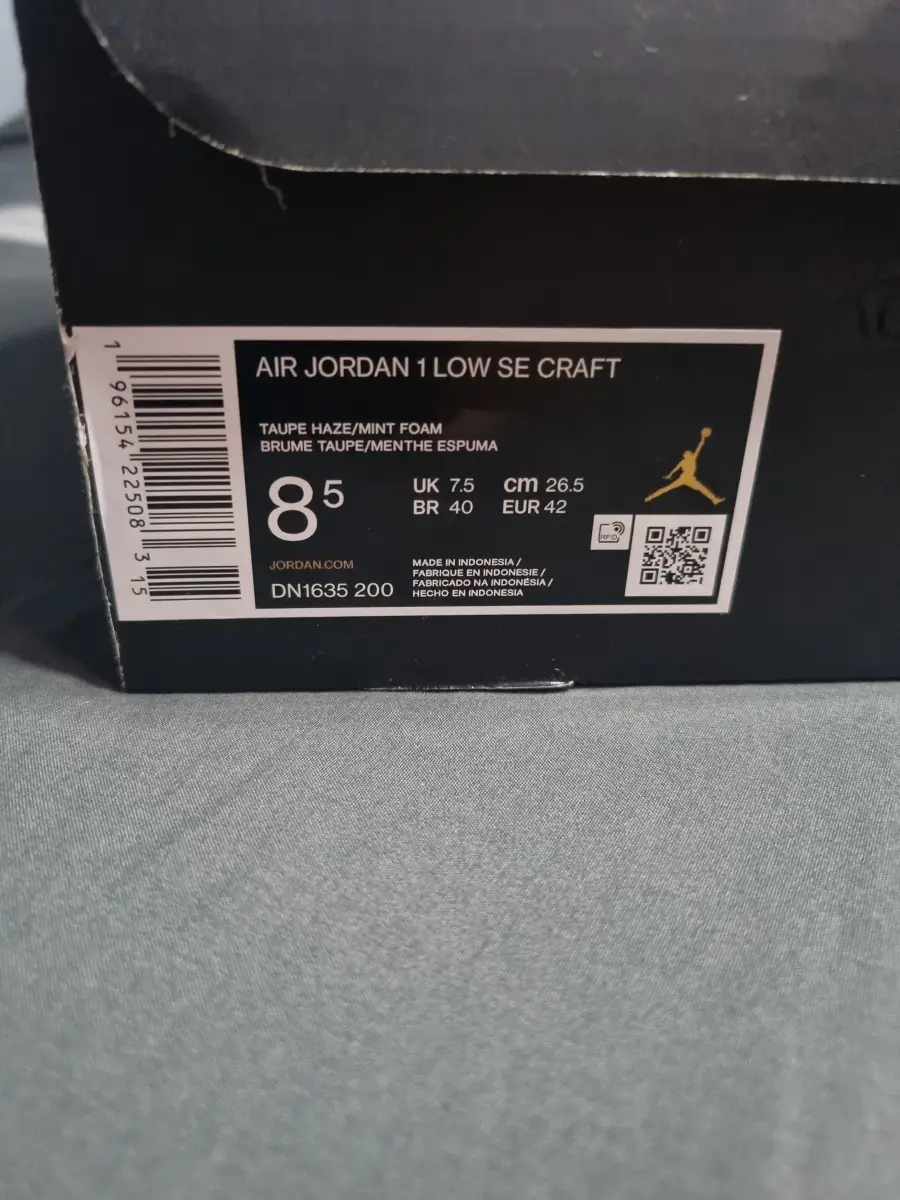 AIR JORDAN 1 LOW SE CRAFT
TAUPE HAZE/MINT FOAM
BRUME TAUPE/MENTHE ESPUMA
8⁵
UK 7.5 cm 26.5
BR 40 EUR 42
RFID
JORDAN.COM
DN1635 200
MADE IN INDONESIA /
FABRIQUE EN INDONESIE /
FABRICADO NA INDONÉSIA /
HECHO EN INDONESIA
1 96154 22508 3 15